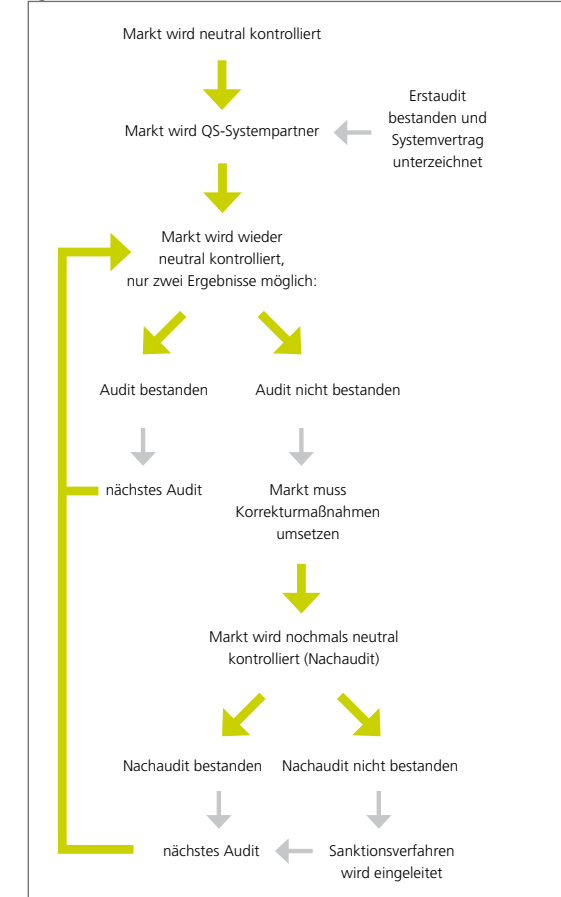 Markt wird neutral kontrolliert
Erstaudit
bestanden und
Systemvertrag
unterzeichnet
Markt wird QS-Systempartner
Markt wird wieder
neutral kontrolliert,
nur zwei Ergebnisse möglich:
Audit bestanden
Audit nicht bestanden
nächstes Audit
Markt muss
Korrekturmaßnahmen
umsetzen
Markt wird nochmals neutral
kontrolliert (Nachaudit)
Nachaudit bestanden
Nachaudit nicht bestanden
nächstes Audit
Sanktionsverfahren
wird eingeleitet